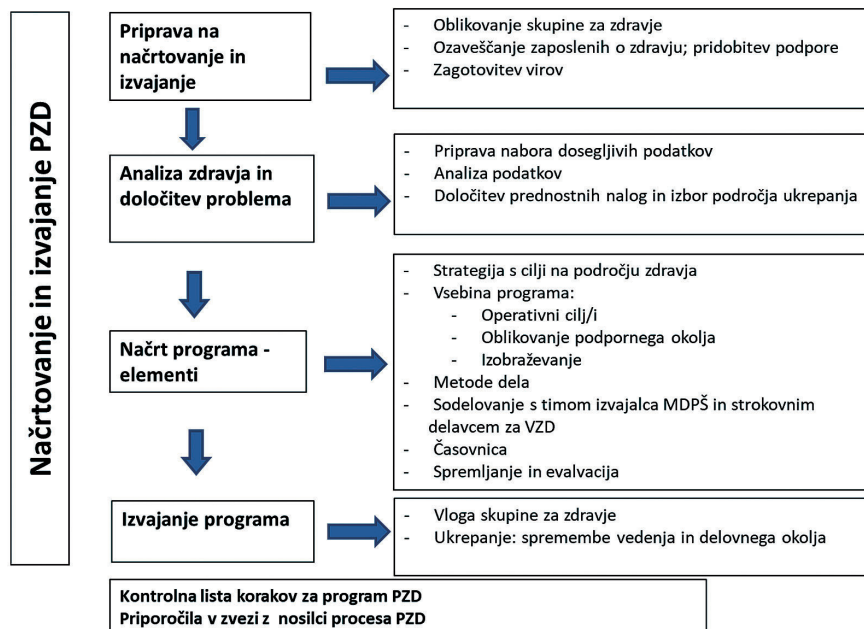 Načrtovanje in izvajanje PZD
Priprava na
načrtovanje in
izvajanje
- Oblikovanje skupine za zdravje
- Ozaveščanje zaposlenih o zdravju; pridobitev podpore
- Zagotovitev virov
Analiza zdravja in
določitev problema
- Priprava nabora dosegljivih podatkov
- Analiza podatkov
- Določitev prednostnih nalog in izbor področja ukrepanja
Načrt programa -
elementi
- Strategija s cilji na področju zdravja
- Vsebina programa:
- Operativni cilj/i
- Oblikovanje podpornega okolja
- Izobraževanje
- Metode dela
- Sodelovanje s timom izvajalca MDPŠ in strokovnim
delavcem za VZD
- Časovnica
- Spremljanje in evalvacija
Izvajanje programa
- Vloga skupine za zdravje
- Ukrepanje: spremembe vedenja in delovnega okolja
Kontrolna lista korakov za program PZD
Priporočila v zvezi z nosilci procesa PZD